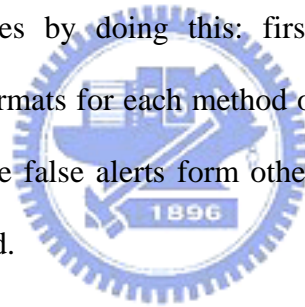 es by doing this: firs
rmats for each method o
e false alerts form othe
1896
d.